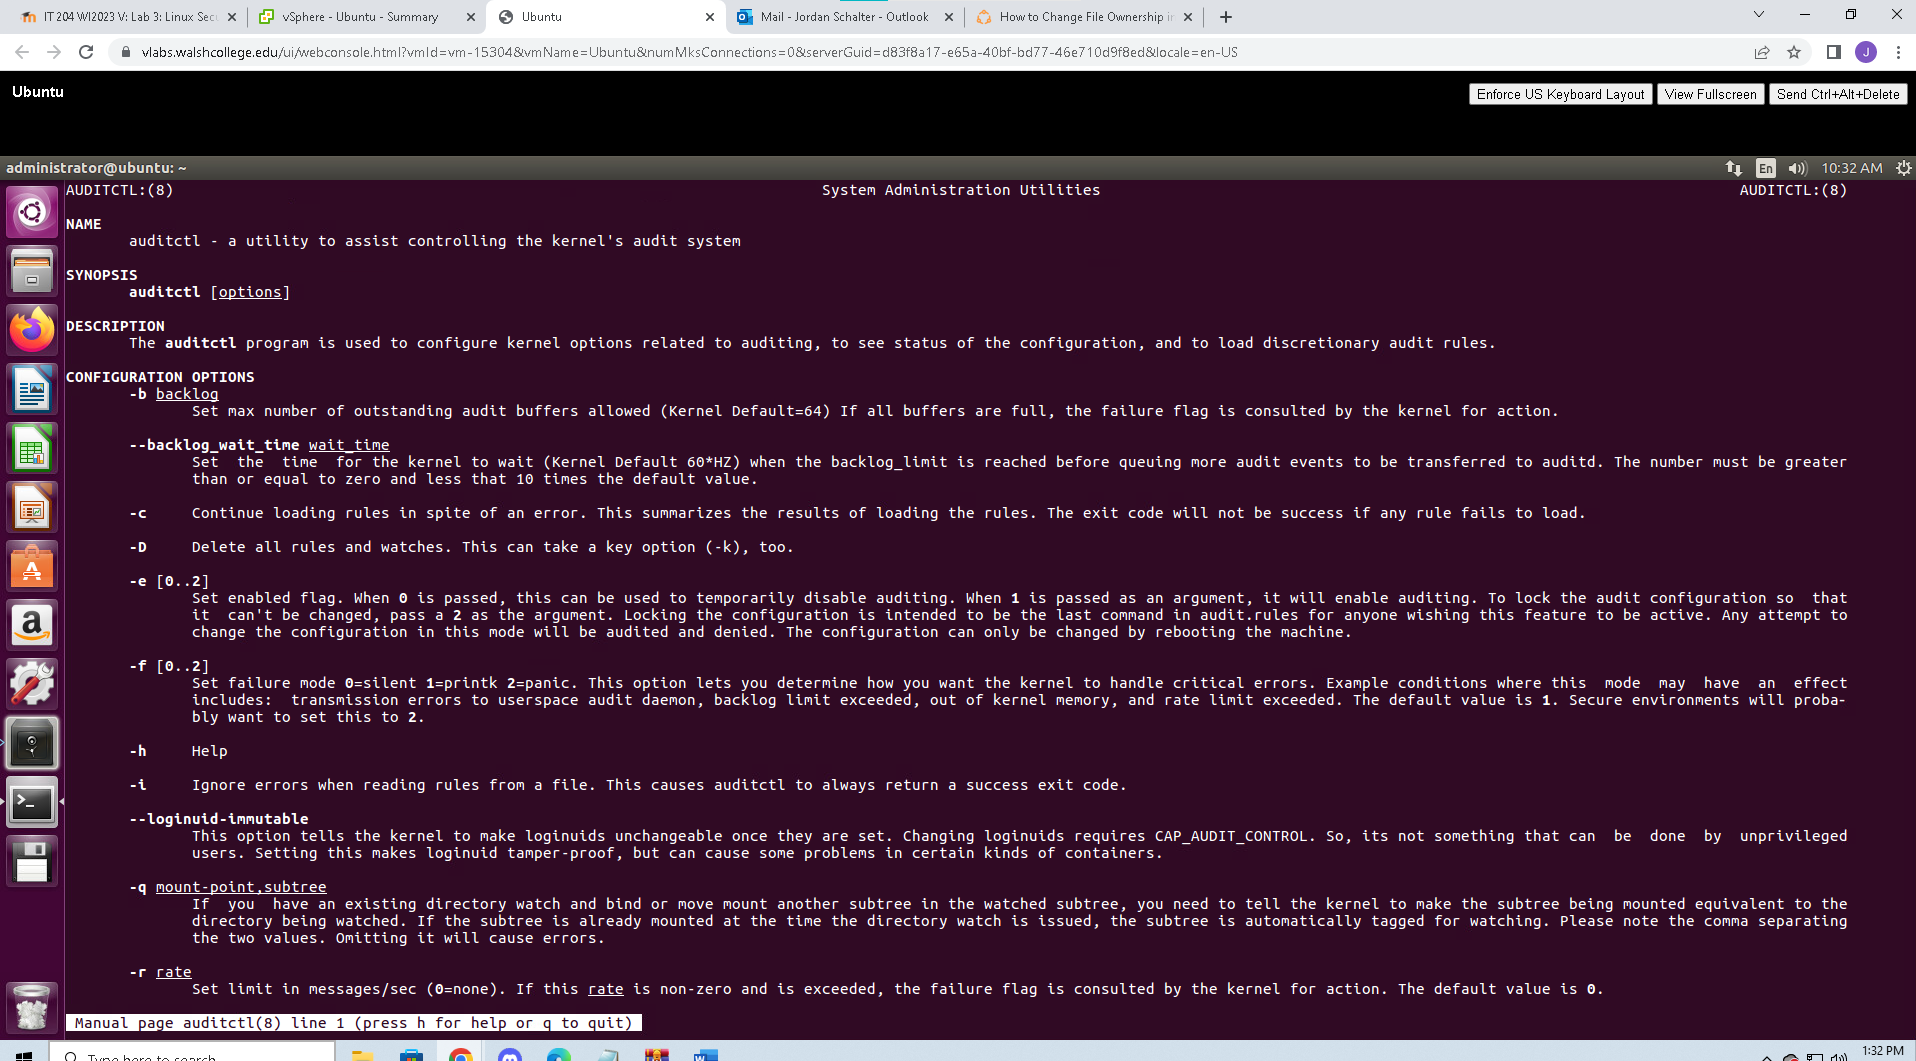 IT 204 WI2023 V: Lab 3: Linux Secu
vSphere - Ubuntu - Summary
Ubuntu
Mail - Jordan Schalter - Outlook
How to Change File Ownership in
vlabs.walshcollege.edu/ui/webconsole.html?vmId=vm-15304&vmName=Ubuntu&numMksConnections=0&serverGuid=d83f8a17-e65a-40bf-bd77-46e710d9f8ed&locale=en-US
J
Ubuntu
Enforce US Keyboard Layout
View Fullscreen
Send Ctrl+Alt+Delete
administrator@ubuntu: ~
En
10:32 AM
AUDITCTL:(8) System Administration Utilities AUDITCTL:(8)
NAME
auditctl - a utility to assist controlling the kernel's audit system
SYNOPSIS
auditctl [options]
DESCRIPTION
The auditctl program is used to configure kernel options related to auditing, to see status of the configuration, and to load discretionary audit rules.
CONFIGURATION OPTIONS
-b backlog
Set max number of outstanding audit buffers allowed (Kernel Default=64) If all buffers are full, the failure flag is consulted by the kernel for action.
--backlog_wait_time wait_time
Set the time for the kernel to wait (Kernel Default 60*HZ) when the backlog_limit is reached before queuing more audit events to be transferred to auditd. The number must be greater
than or equal to zero and less that 10 times the default value.
-c Continue loading rules in spite of an error. This summarizes the results of loading the rules. The exit code will not be success if any rule fails to load.
-D Delete all rules and watches. This can take a key option (-k), too.
-e [0..2]
Set enabled flag. When 0 is passed, this can be used to temporarily disable auditing. When 1 is passed as an argument, it will enable auditing. To lock the audit configuration so that
it can't be changed, pass a 2 as the argument. Locking the configuration is intended to be the last command in audit.rules for anyone wishing this feature to be active. Any attempt to
change the configuration in this mode will be audited and denied. The configuration can only be changed by rebooting the machine.
-f [0..2]
Set failure mode 0=silent 1=printk 2=panic. This option lets you determine how you want the kernel to handle critical errors. Example conditions where this mode may have an effect
includes: transmission errors to userspace audit daemon, backlog limit exceeded, out of kernel memory, and rate limit exceeded. The default value is 1. Secure environments will proba-
bly want to set this to 2.
-h Help
-i Ignore errors when reading rules from a file. This causes auditctl to always return a success exit code.
--loginuid-immutable
This option tells the kernel to make loginuids unchangeable once they are set. Changing loginuids requires CAP_AUDIT_CONTROL. So, its not something that can be done by unprivileged
users. Setting this makes loginuid tamper-proof, but can cause some problems in certain kinds of containers.
-q mount-point,subtree
If you have an existing directory watch and bind or move mount another subtree in the watched subtree, you need to tell the kernel to make the subtree being mounted equivalent to the
directory being watched. If the subtree is already mounted at the time the directory watch is issued, the subtree is automatically tagged for watching. Please note the comma separating
the two values. Omitting it will cause errors.
-r rate
Set limit in messages/sec (0=none). If this rate is non-zero and is exceeded, the failure flag is consulted by the kernel for action. The default value is 0.
Manual page auditctl(8) line 1 (press h for help or q to quit)
Type here to search
1:32 PM